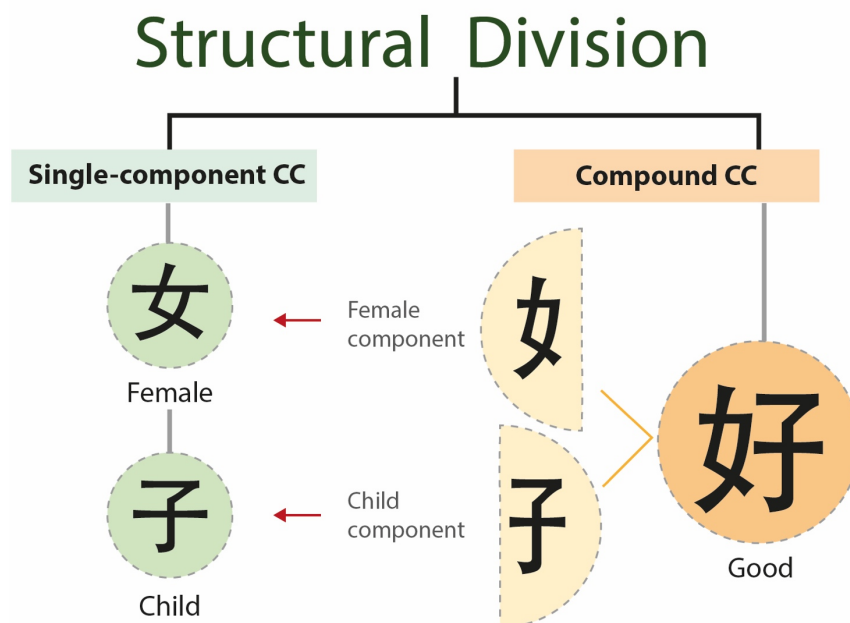 Structural Division
Single-component CC
Compound CC
女
Female
子
Child
Female
component
Child
component
女
子
好
Good